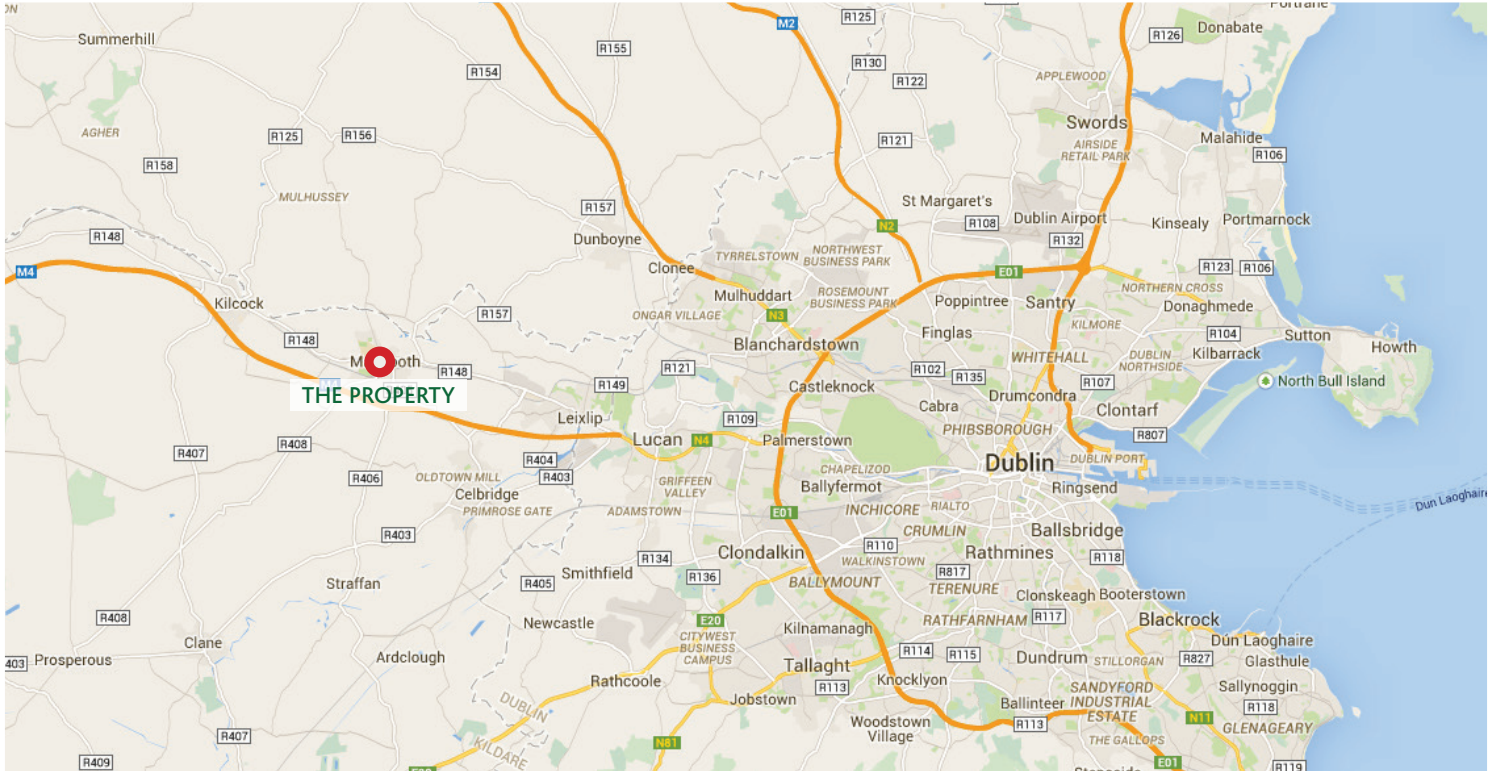 Portrane
M2
R125
Donabate
R126
Summerhill
R155
R154
R130
R122
APPLEWOOD
AGHER
R125
R156
R121
Swords
Malahide
AIRSIDE
RETAIL PARK
R106
R158
MULHUSSEY
St Margaret's
R157
N2
R108
Dublin Airport
Kinsealy
Portmarnock
R148
Dunboyne
R132
NORTHWEST
BUSINESS PARK
TYRRELSTOWN
M4
Clonee
E01
R123
R106
Kilcock
Mulhuddart
ROSEMOUNT
BUSINESS PARK
NORTHERN CROSS
Poppintree
Santry
Donaghmede
R157
ONGAR VILLAGE
N3
KILMORE
R148
Finglas
R104
Sutton
Blanchardstown
Howth
WHITEHALL
DUBLIN
NORTHSIDE
Kilbarrack
R148
R121
R102
R135
R149
Castleknock
R107
North Bull Island
THE PROPERTY
Drumcondra
Cabra
Clontarf
Leixlip
R109
PHIBSBOROUGH
R807
R408
Lucan
N4
Palmerstown
R407
R404
Dublin
DUBLIN PORT
R406
OLDTOWN MILL
R403
CHAPELIZOD
Celbridge
GRIFFEEN
VALLEY
Ballyfermot
Ringsend
PRIMROSE GATE
ADAMSTOWN
E01
INCHICORE
RIALTO
Dun Laoghaire
R403
CRUMLIN
Ballsbridge
Clondalkin
R110
Rathmines
R134
WALKINSTOWN
R118
Straffan
R405
Smithfield
R136
BALLYMOUNT
R817
TERENURE
Clonskeagh
Booterstown
R408
Newcastle
E20
RATHFARNHAM
R117
Blackrock
Kilnamanagh
Clane
CITYWEST
BUSINESS
CAMPUS
Dun Laoghaire
403
Prosperous
Ardclough
Tallaght
R114
R115
Dundrum
STILLORGAN
R827
Glasthule
Rathcoole
R113
Knocklyon
Sallynoggin
DUBLIN
Jobstown
Ballinteer
SANDYFORD
INDUSTRIAL
ESTATE
R118
Woodstown
Village
R113
N11
GLENAGEARY
R407
KILDARE
N81
THE GALLOPS
R409
E01
R119